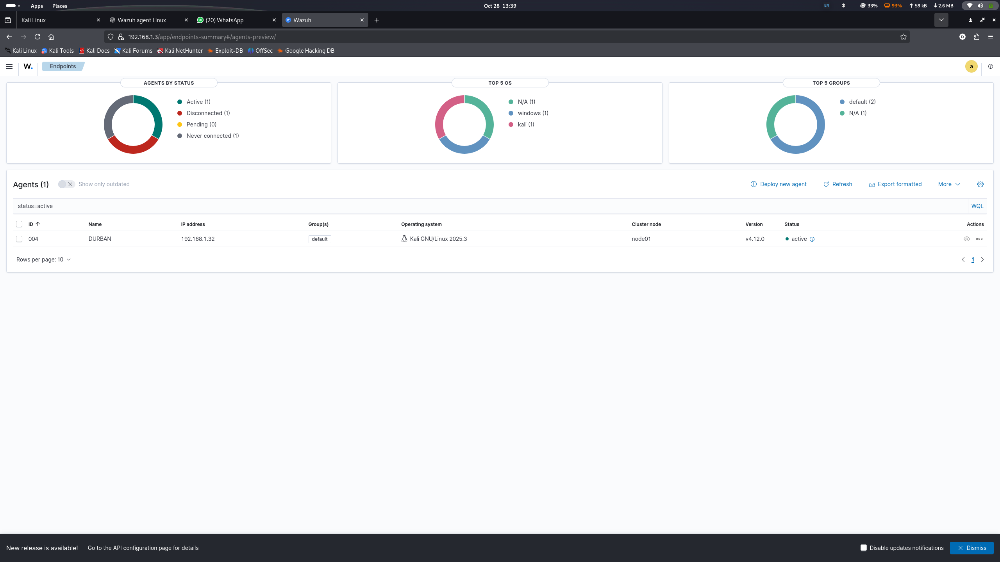 Apps Places Oct 28 13:39 EN 33% 93% 59 kB 2.6 MB
Kali Linux Wazuh agent Linux (20) WhatsApp Wazuh
192.168.1.3/app/endpoints-summary#/agents-preview/ D
Kali Linux Kali Tools Kali Docs Kali Forums Kali NetHunter Exploit-DB OffSec Google Hacking DB
W. Endpoints a
AGENTS BY STATUS
Active (1)
Disconnected (1)
Pending (0)
Never connected (1)
TOP 5 OS
N/A (1)
windows (1)
kali (1)
TOP 5 GROUPS
default (2)
N/A (1)
Agents (1) Show only outdated Deploy new agent Refresh Export formatted More
status=active WQL
ID Name IP address Group(s) Operating system Cluster node Version Status Actions
004 DURBAN 192.168.1.32 default Kali GNU/Linux 2025.3 node01 v4.12.0 active
Rows per page: 10 1
New release is available! Go to the API configuration page for details Disable updates notifications Dismiss